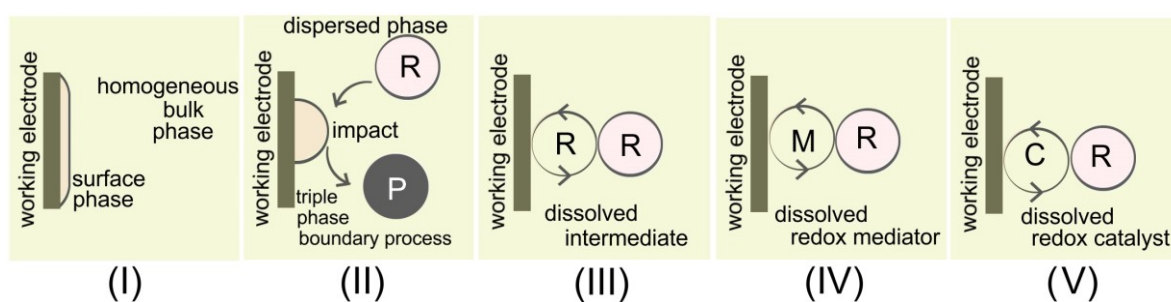 working electrode
homogeneous
bulk
phase
surface
phase
(I)
working electrode
dispersed phase
R
impact
P
triple
phase
boundary process
(II)
working electrode
R
R
dissolved
intermediate
(III)
working electrode
M
R
dissolved
redox mediator
(IV)
working electrode
C
R
dissolved
redox catalyst
(V)